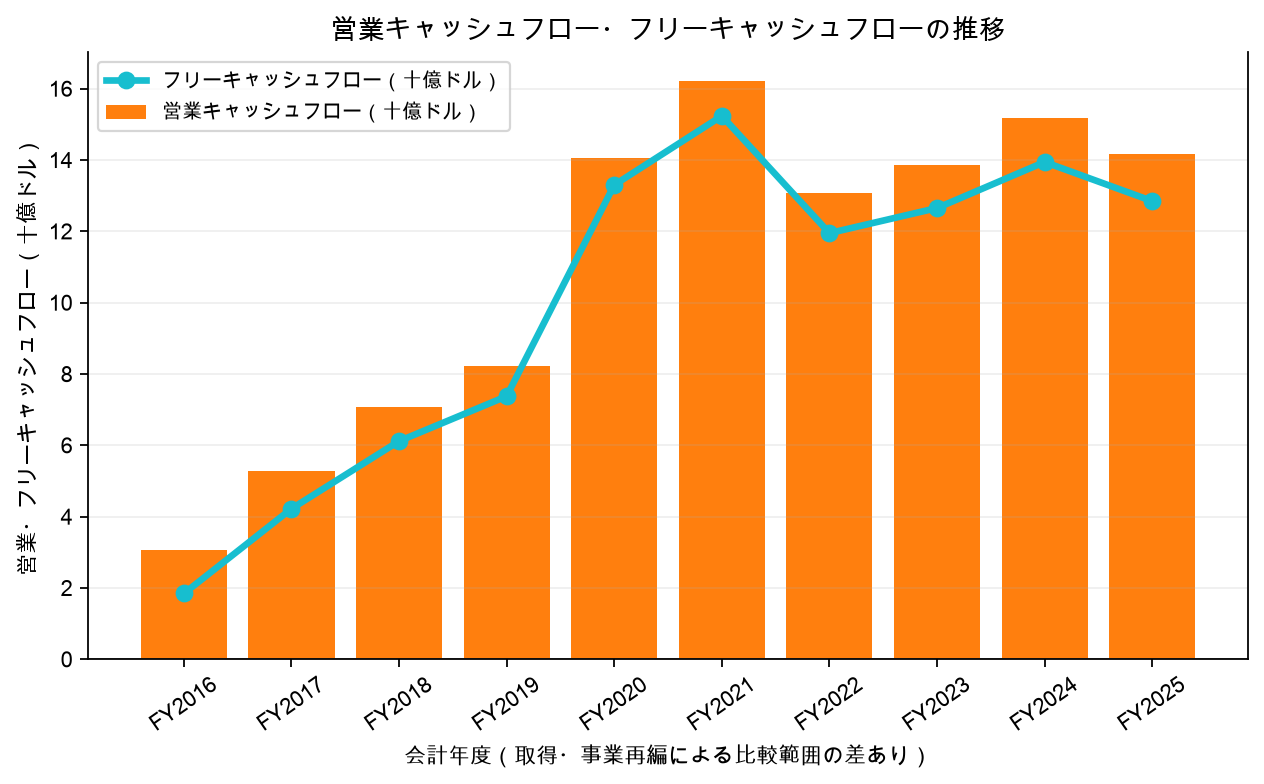 営業キャッシュフロー・フリーキャッシュフローの推移
フリーキャッシュフロー(十億ドル)
営業キャッシュフロー(十億ドル)
営業・フリーキャッシュフロー(十億ドル)
16
14
12
10
8
6
4
2
0
FY2016 FY2017 FY2018 FY2019 FY2020 FY2021 FY2022 FY2023 FY2024 FY2025
会計年度(取得・事業再編による比較範囲の差あり)